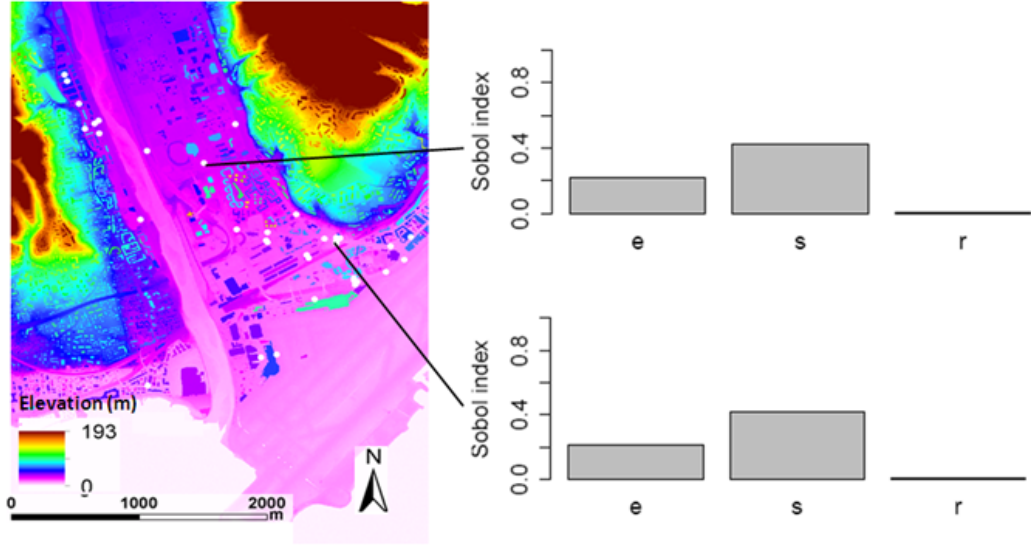 Elevation (m)
193
0
N
0 1000 2000
m
Sobol index
0.0 0.4 0.8
e s r
Sobol index
0.0 0.4 0.8
e s r